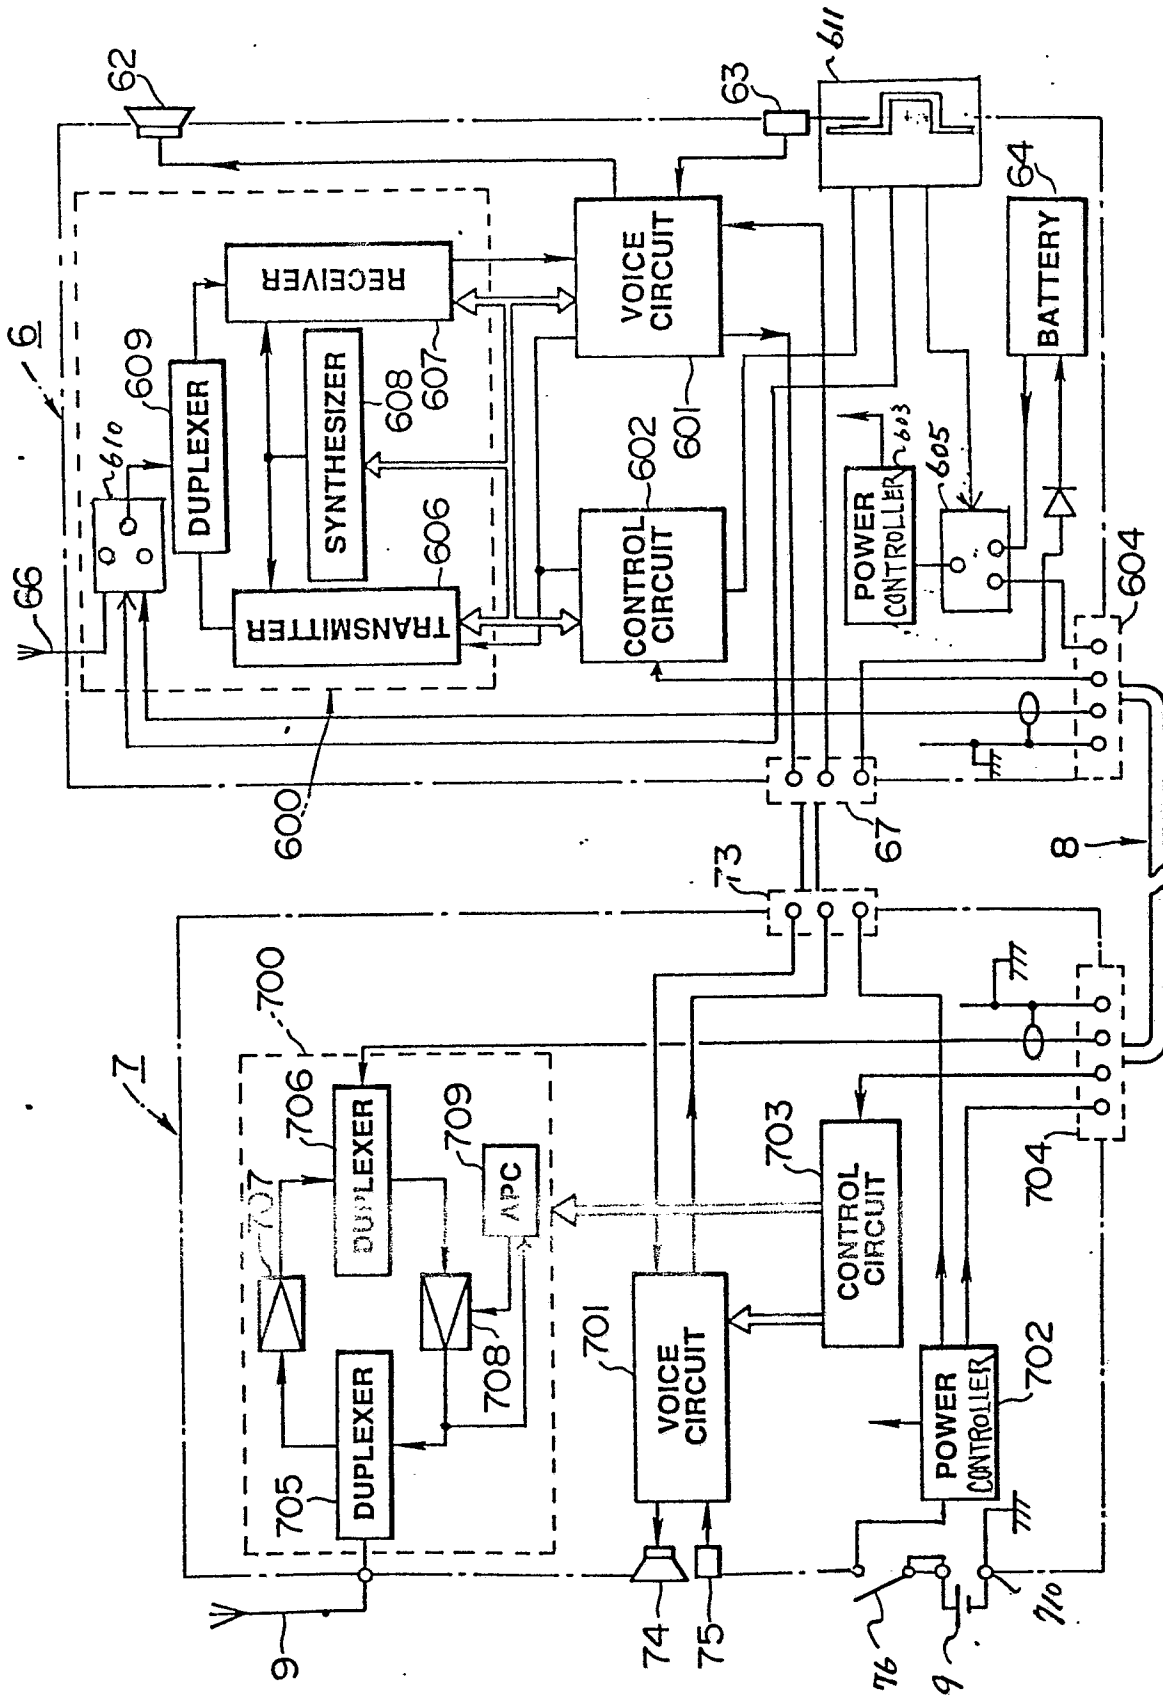 6
62
66
610
609
DUPLEXER
RECEIVER
SYNTHESIZER
608
607
TRANSMITTER
606
600
VOICE
CIRCUIT
601
63
611
CONTROL
CIRCUIT
602
POWER
CONTROLLER
603
605
64
BATTERY
604
67
8
73
7
700
706
DUPLEXER
707
709
APC
708
705
DUPLEXER
9
701
VOICE
CIRCUIT
703
CONTROL
CIRCUIT
704
702
POWER
CONTROLLER
74
75
76
9
710